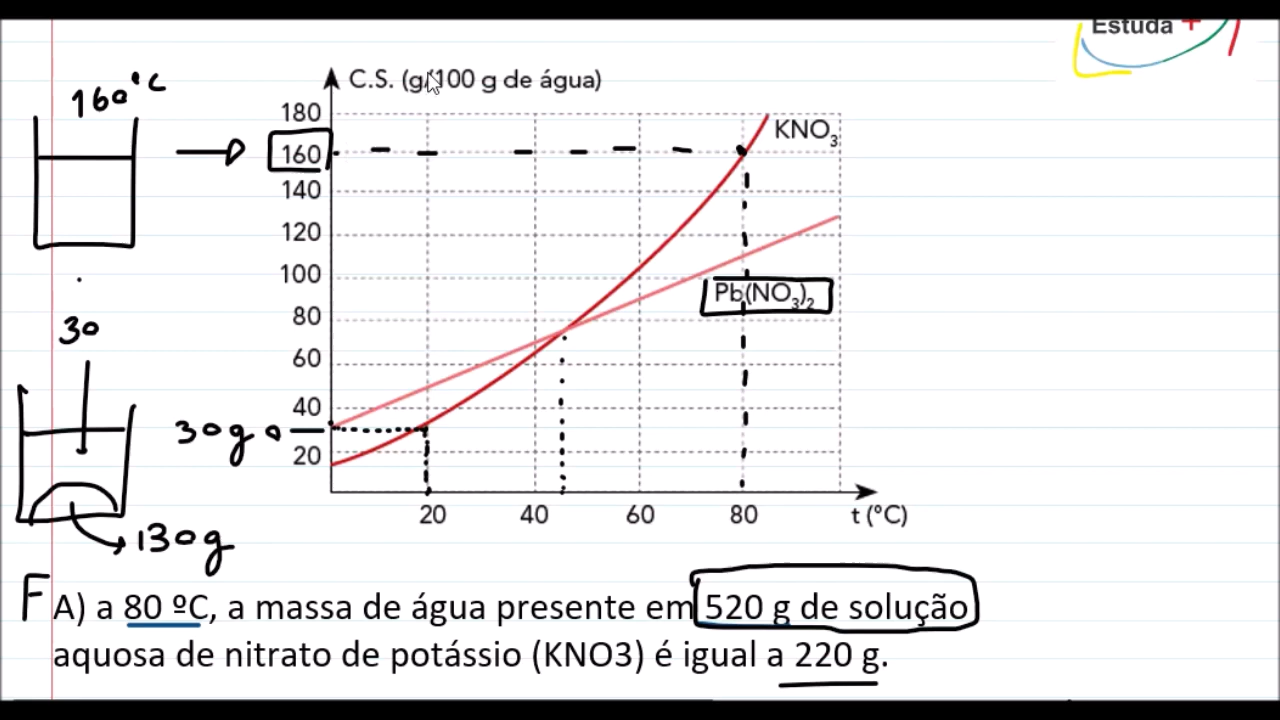 Estuda +
160°C
C.S. (g/100 g de água)
180
KNO3
160
140
120
100
Pb(NO3)2
30
80
60
40
30g
20
20 40 60 80 t (°C)
130g
F A) a 80 ºC, a massa de água presente em 520 g de solução
aquosa de nitrato de potássio (KNO3) é igual a 220 g.